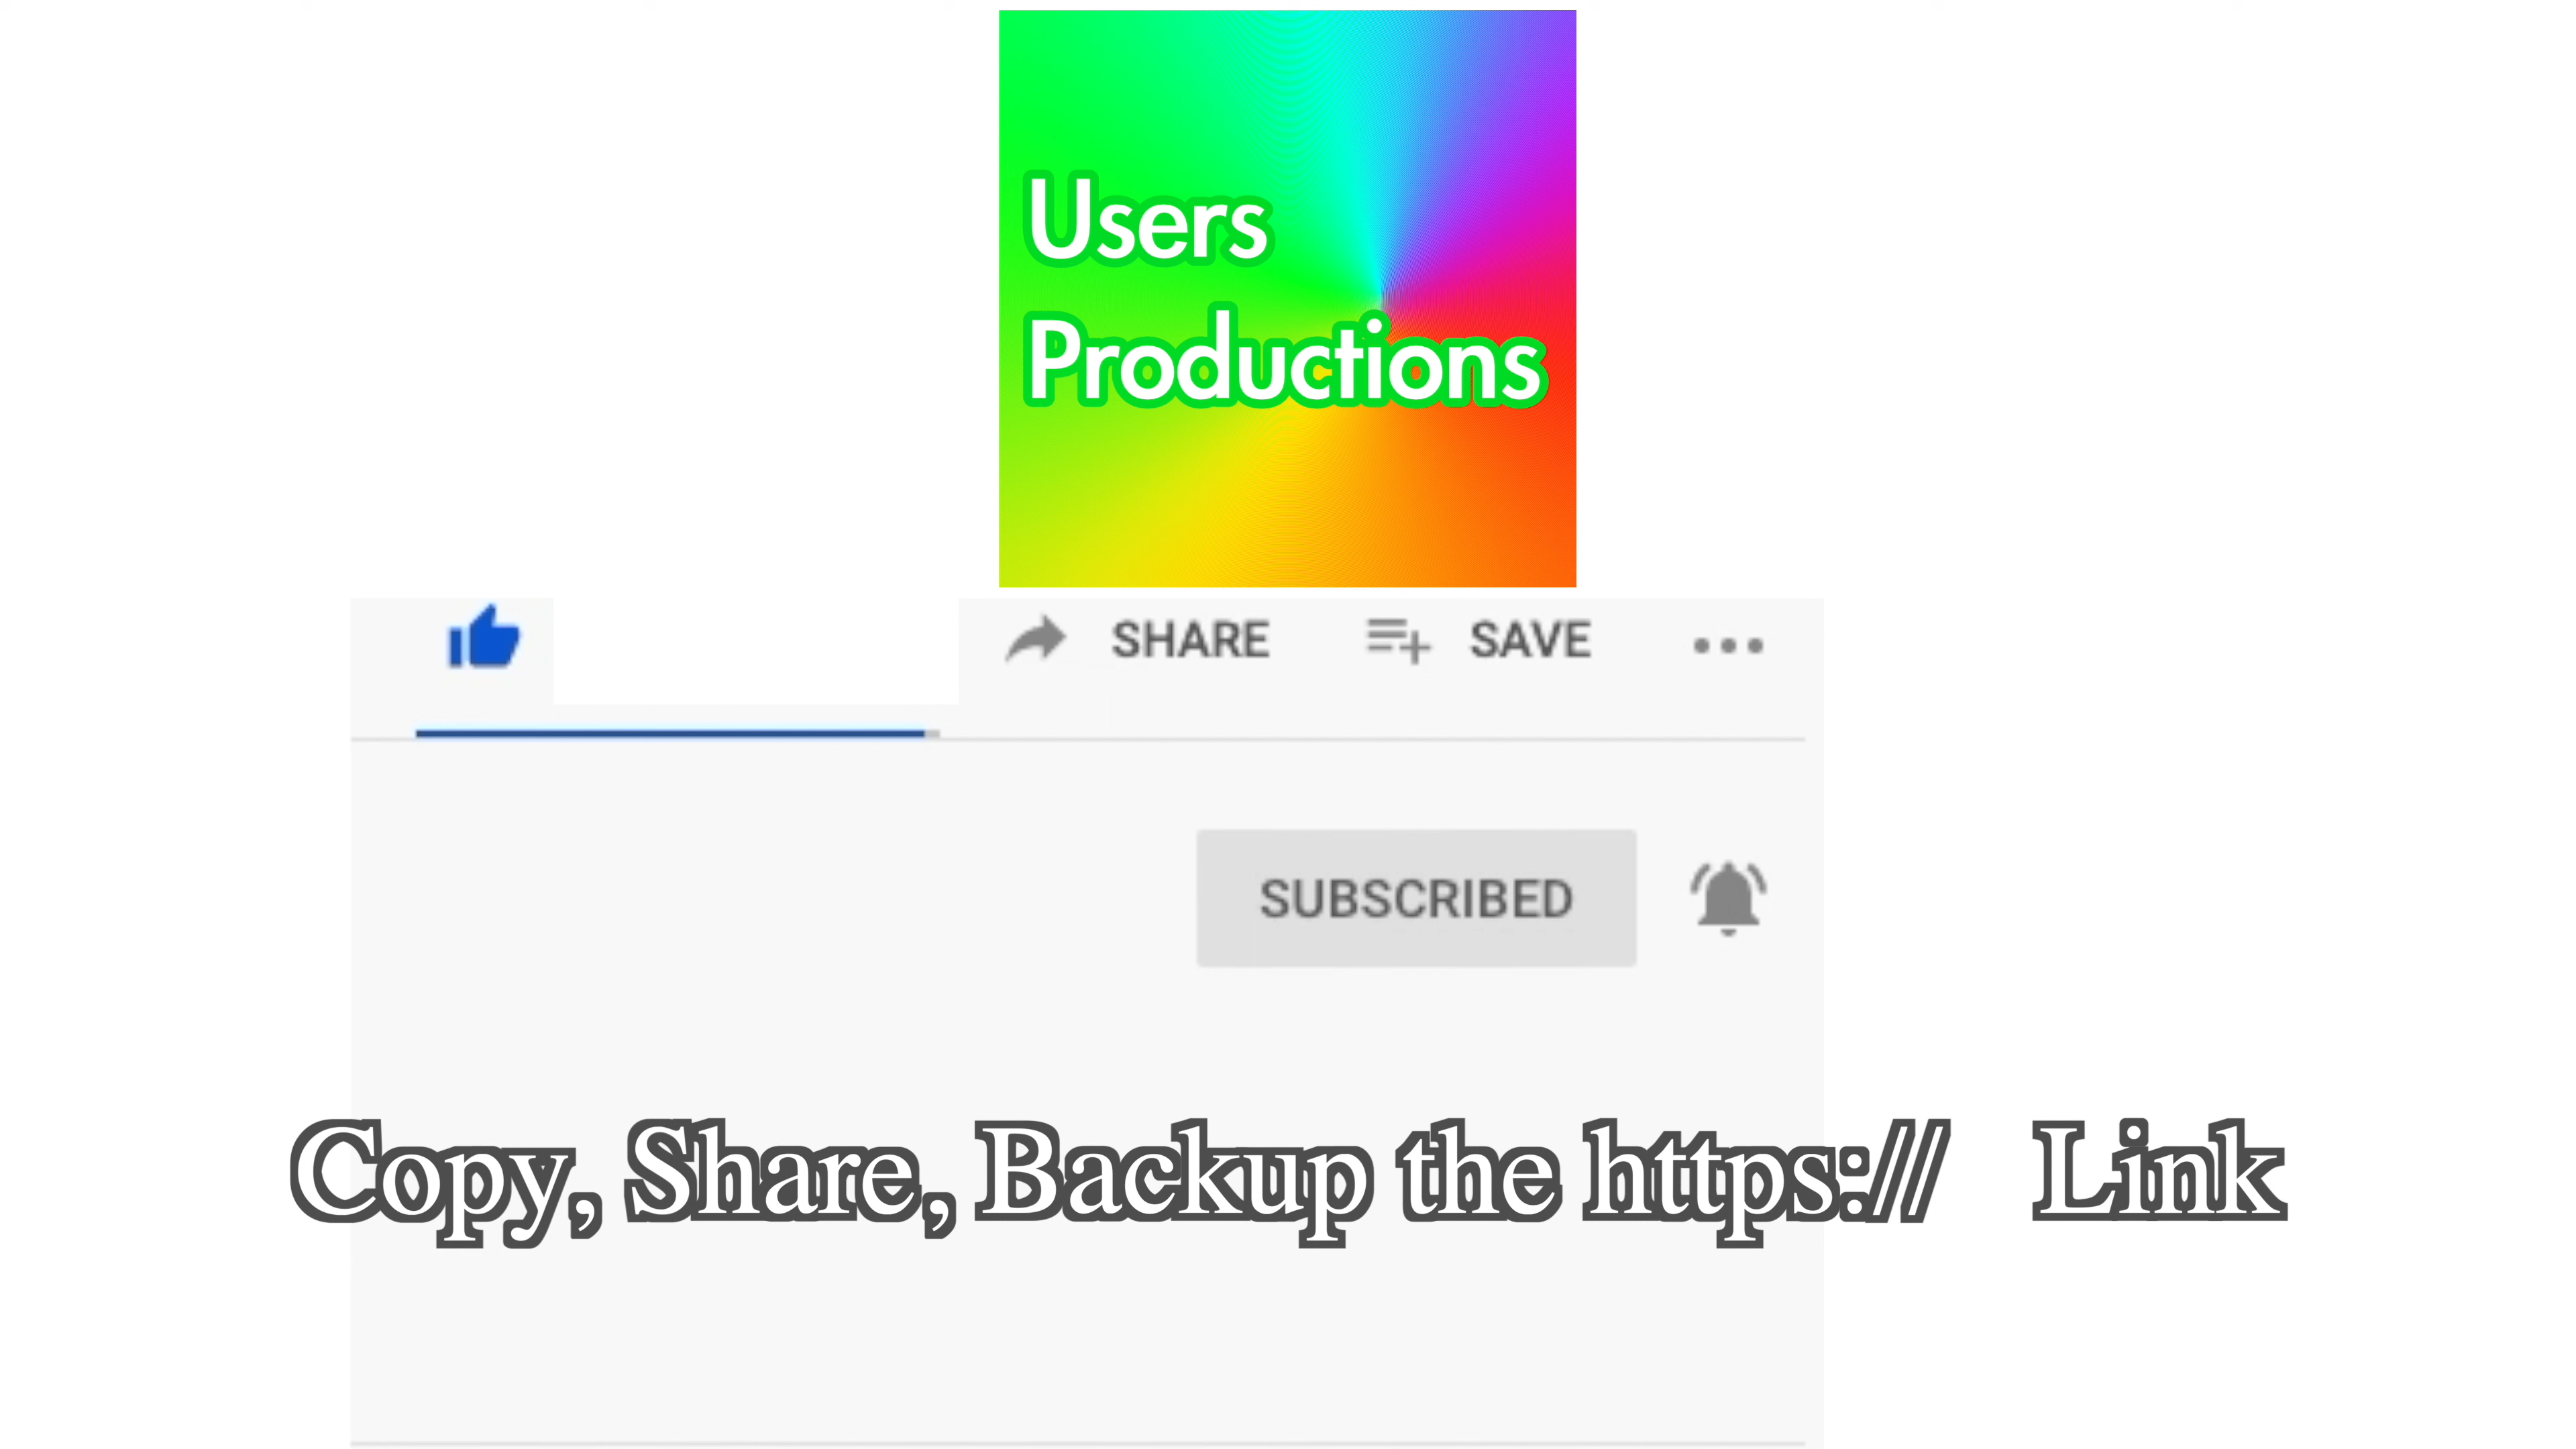 Users
Productions
SHARE SAVE
SUBSCRIBED
Copy, Share, Backup the https:// Link